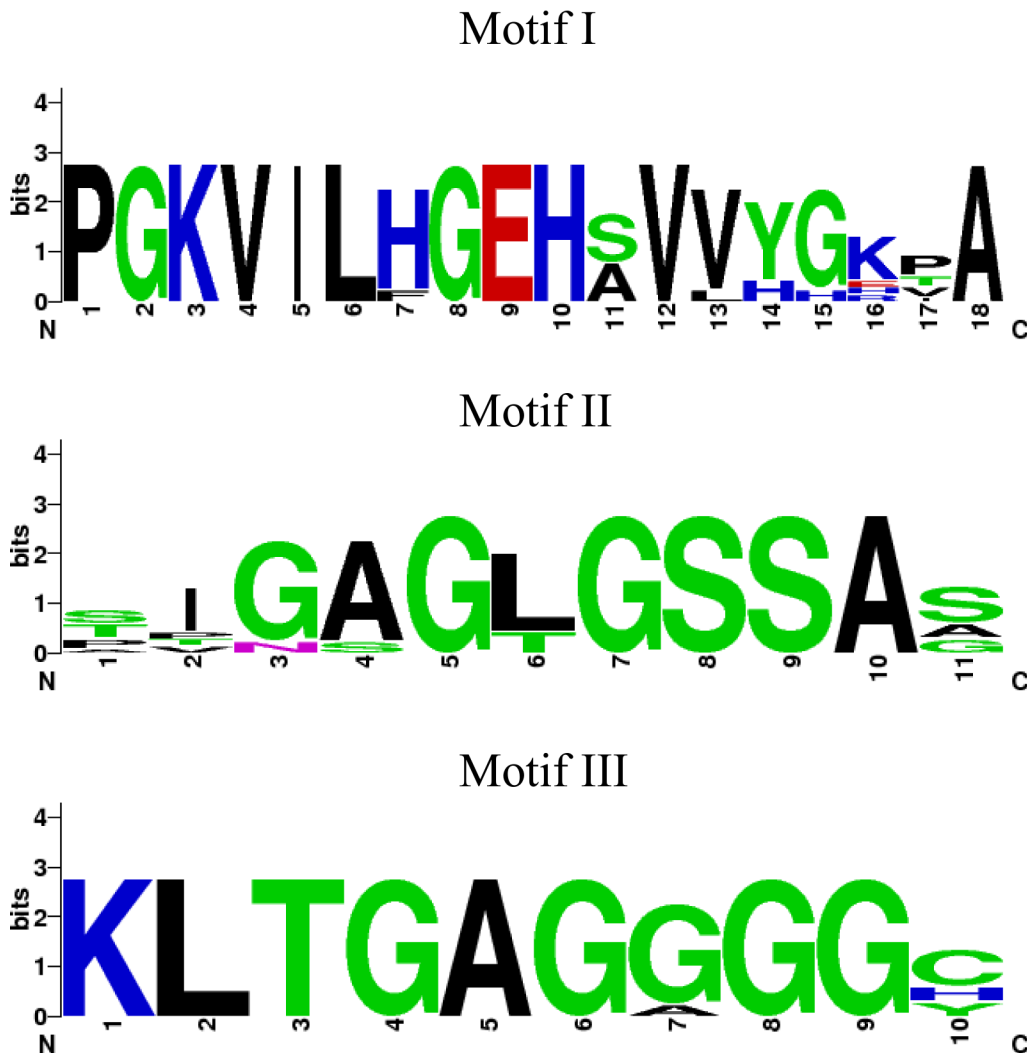 Motif I
bits
4
3
2
1
0
PGKVILHGEHSVVYGKPA
A H H T
V
1 2 3 4 5 6 7 8 9 10 11 12 13 14 15 16 17 18
N C
Motif II
bits
4
3
2
1
0
SIGAGLGSSAS
T N S T A
G
1 2 3 4 5 6 7 8 9 10 11
N C
Motif III
bits
4
3
2
1
0
KLTGAGGGGC
A H
Y
1 2 3 4 5 6 7 8 9 10
N C